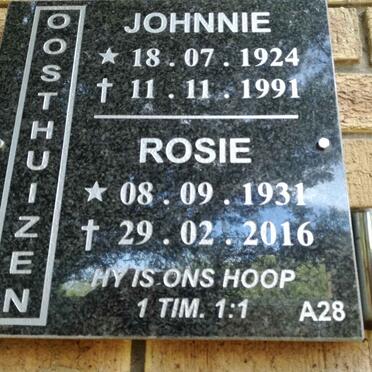 OOSTHUIZEN
JOHNNIE
★ 18 . 07 . 1924
† 11 . 11 . 1991
ROSIE
★ 08 . 09 . 1931
† 29 . 02 . 2016
HY IS ONS HOOP
1 TIM. 1:1
A28